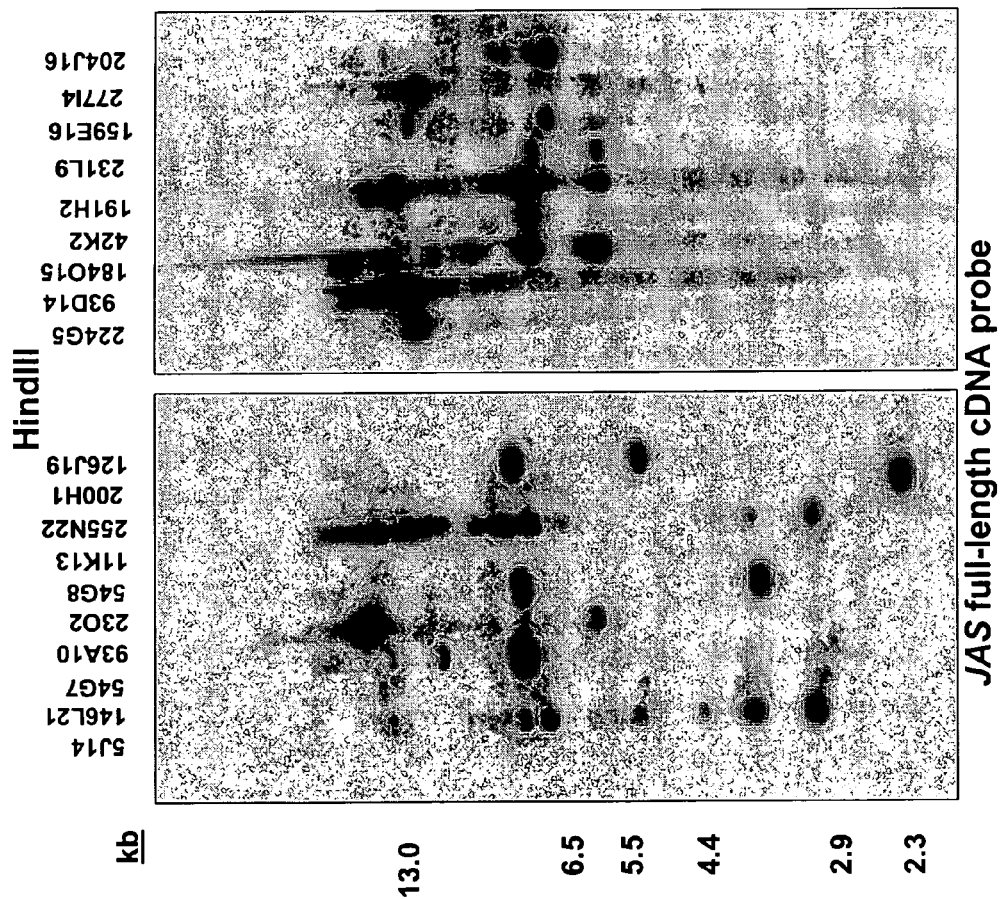 HindIII
204J16
277I4
159E16
231L9
191H2
42K2
184O15
93D14
224G5
126J19
200H1
255N22
11K13
54G8
23O2
93A10
54G7
146L21
5J14
kb
13.0
6.5
5.5
4.4
2.9
2.3
JAS full-length cDNA probe